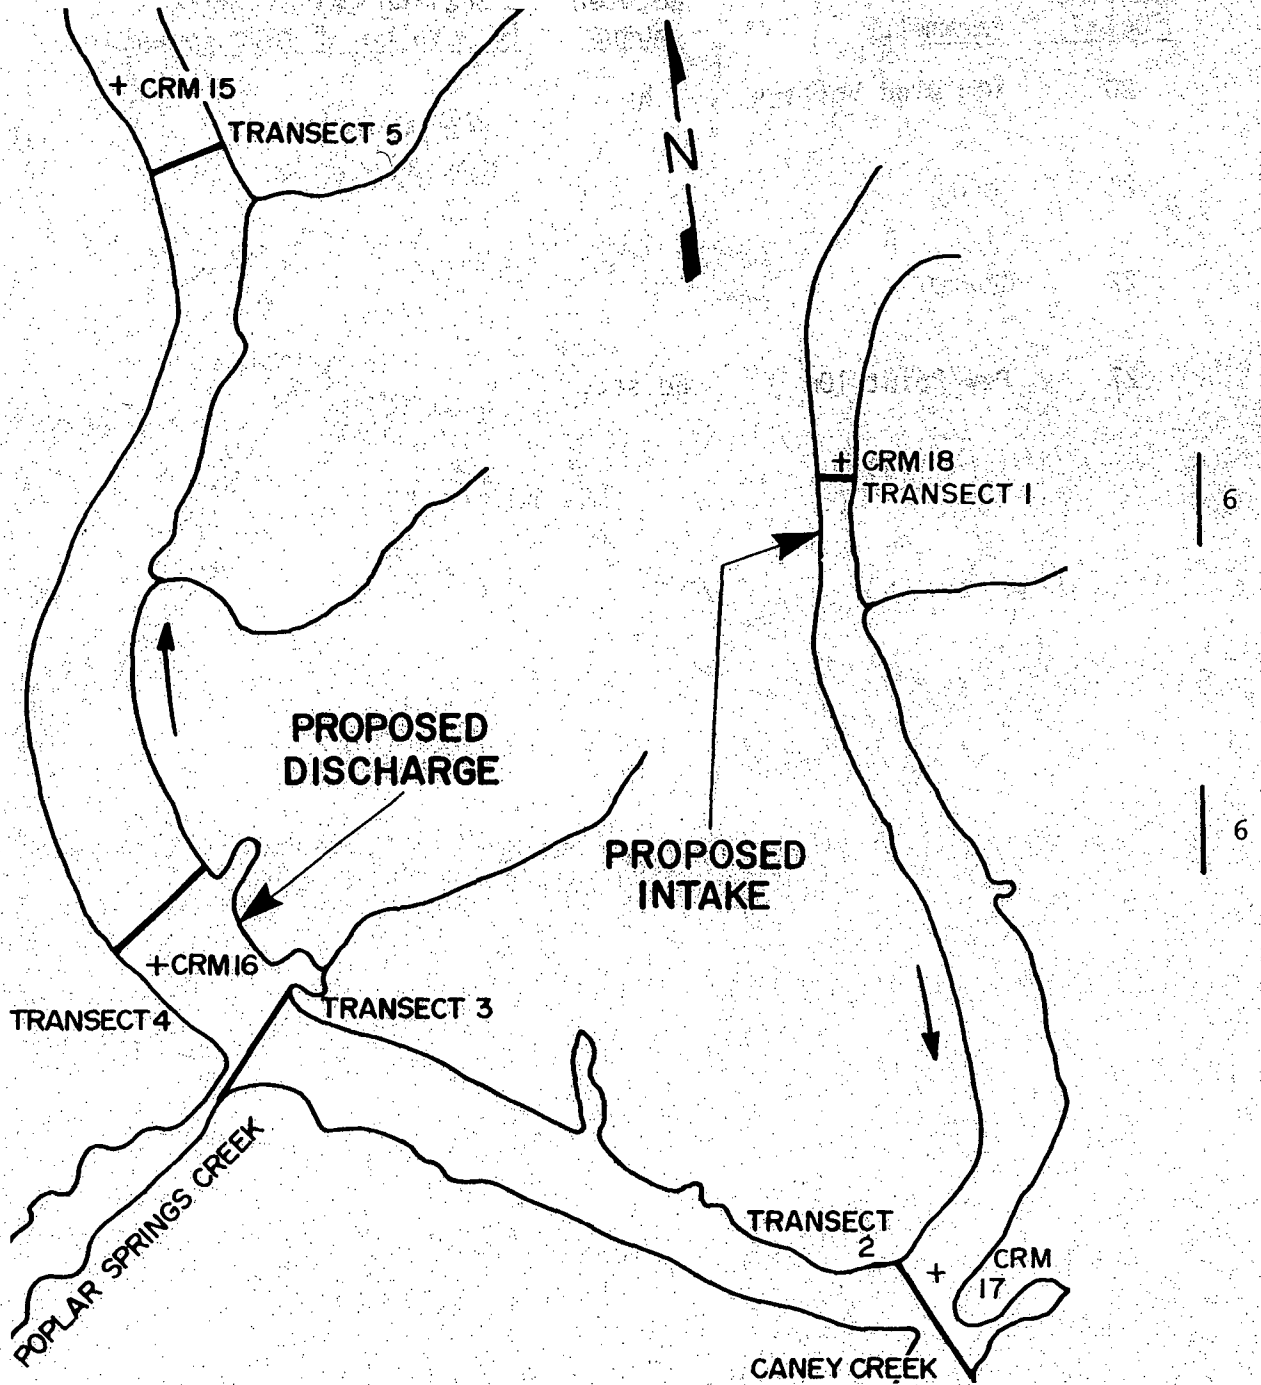 + CRM 15
TRANSECT 5
N
+ CRM 18
TRANSECT 1
6
PROPOSED
DISCHARGE
PROPOSED
INTAKE
6
+CRM 16
TRANSECT 4
TRANSECT 3
POPLAR SPRINGS CREEK
TRANSECT
2
+ CRM
17
CANEY CREEK